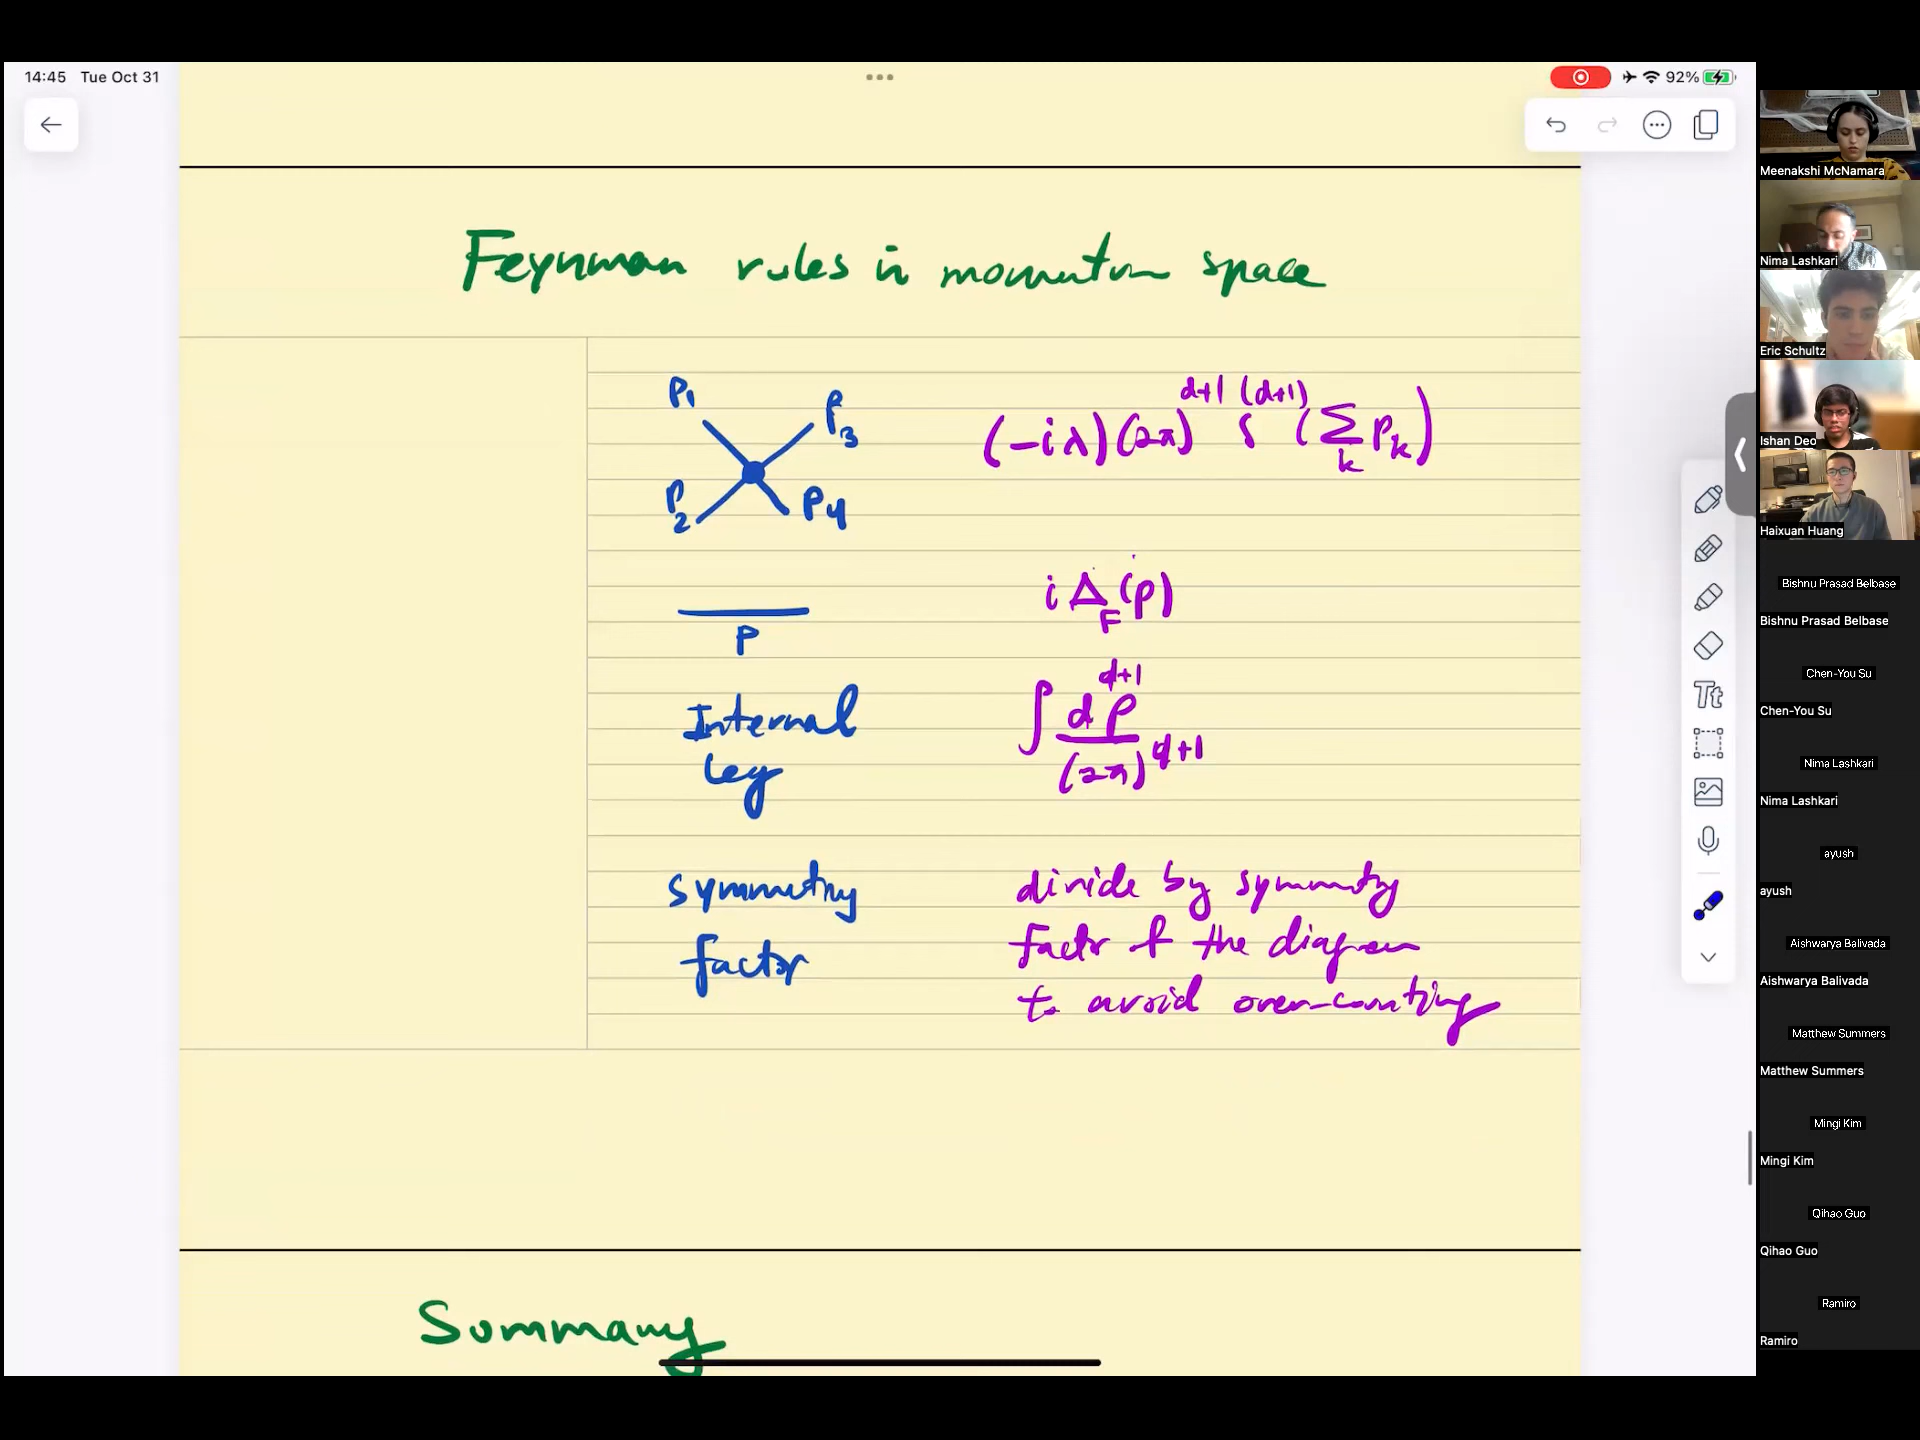 14:45 Tue Oct 31
92%
Feynman rules in momentum space
p₁ p₃
p₂ p₄
(-iλ)(2π)^{d+1} δ^{(d+1)}(Σ_k p_k)
p
i Δ_F(p)
Internal
leg
∫ d^{d+1}p / (2π)^{d+1}
symmetry
factor
divide by symmetry
factor of the diagram
to avoid over-counting
Summary
Tt
Meenakshi McNamara
Nima Lashkari
Eric Schultz
Ishan Deo
Haixuan Huang
Bishnu Prasad Belbase
Bishnu Prasad Belbase
Chen-You Su
Chen-You Su
Nima Lashkari
Nima Lashkari
ayush
ayush
Aishwarya Balivada
Aishwarya Balivada
Matthew Summers
Matthew Summers
Mingi Kim
Mingi Kim
Qihao Guo
Qihao Guo
Ramiro
Ramiro